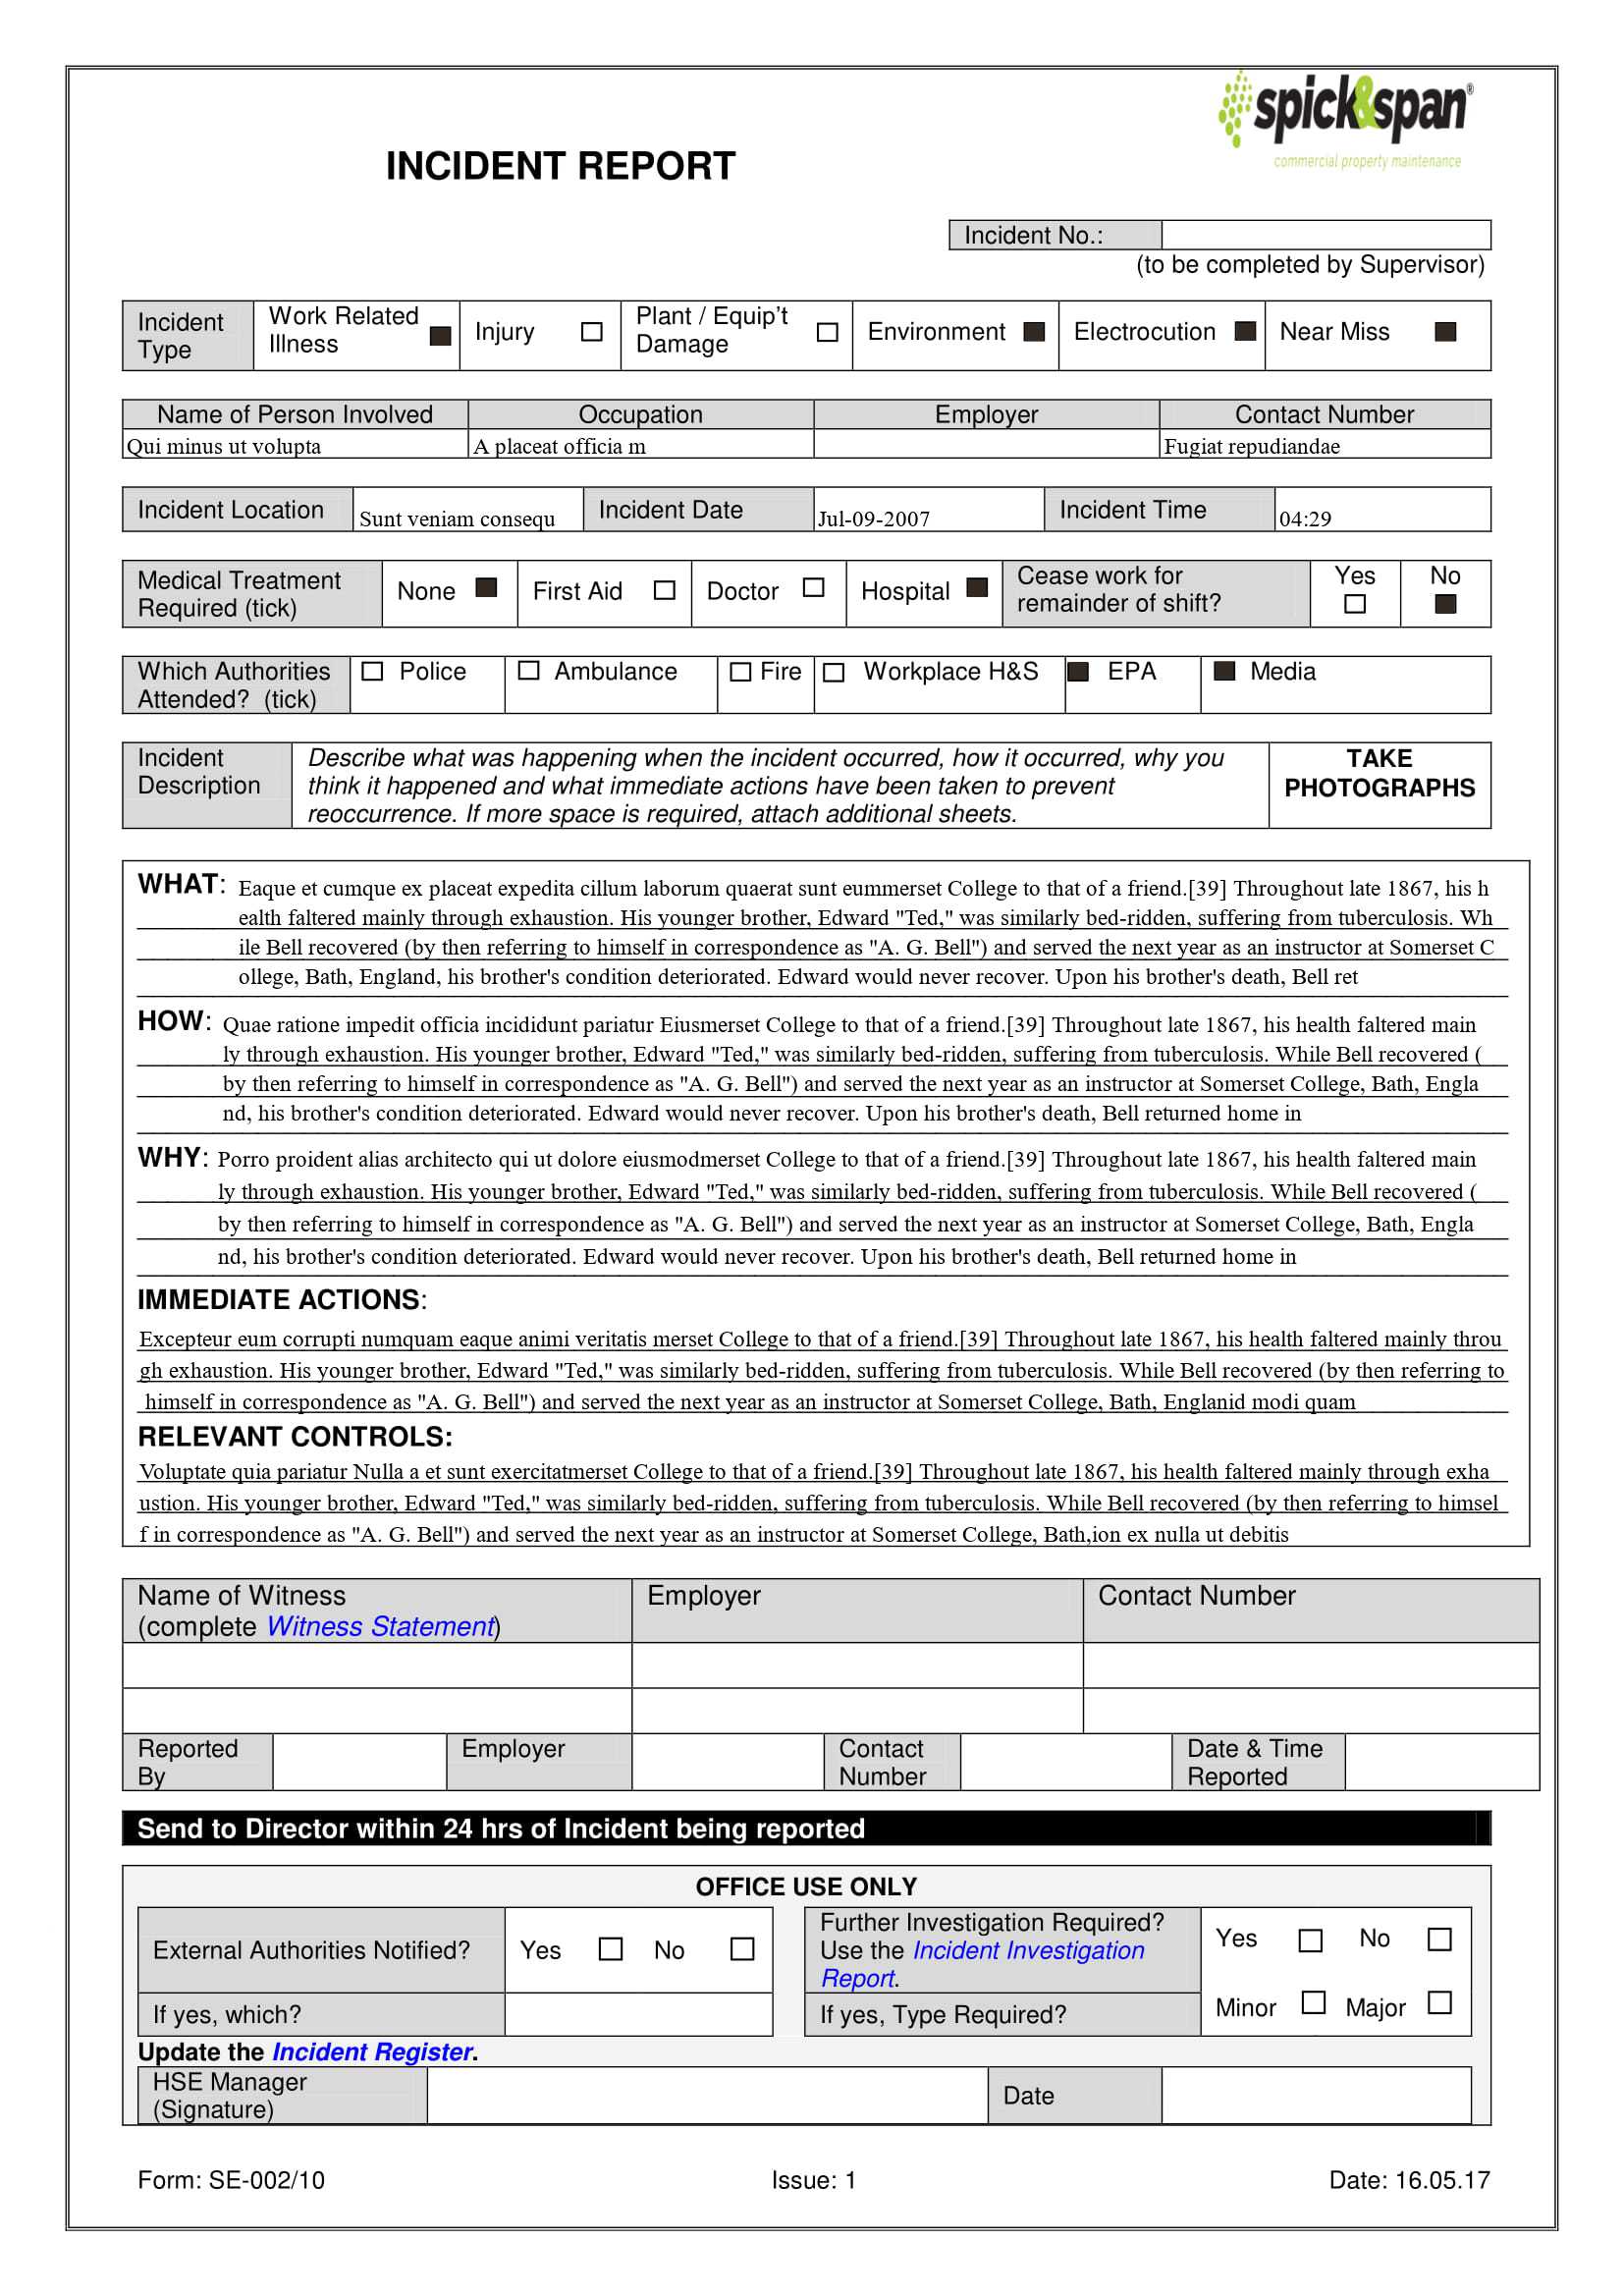 spick&span®
commercial property maintenance
INCIDENT REPORT
Incident No.:
(to be completed by Supervisor)
Incident Type
Work Related Illness
Injury
Plant / Equip't Damage
Environment
Electrocution
Near Miss
Name of Person Involved
Occupation
Employer
Contact Number
Qui minus ut volupta
A placeat officia m
Fugiat repudiandae
Incident Location
Sunt veniam consequ
Incident Date
Jul-09-2007
Incident Time
04:29
Medical Treatment
Required (tick)
None
First Aid
Doctor
Hospital
Cease work for
remainder of shift?
Yes
No
Which Authorities
Attended? (tick)
Police
Ambulance
Fire
Workplace H&S
EPA
Media
Incident
Description
Describe what was happening when the incident occurred, how it occurred, why you
think it happened and what immediate actions have been taken to prevent
reoccurrence. If more space is required, attach additional sheets.
TAKE
PHOTOGRAPHS
WHAT: Eaque et cumque ex placeat expedita cillum laborum quaerat sunt eummerset College to that of a friend.[39] Throughout late 1867, his h
ealth faltered mainly through exhaustion. His younger brother, Edward "Ted," was similarly bed-ridden, suffering from tuberculosis. Wh
ile Bell recovered (by then referring to himself in correspondence as "A. G. Bell") and served the next year as an instructor at Somerset C
ollege, Bath, England, his brother's condition deteriorated. Edward would never recover. Upon his brother's death, Bell ret
HOW: Quae ratione impedit officia incididunt pariatur Eiusmerset College to that of a friend.[39] Throughout late 1867, his health faltered main
ly through exhaustion. His younger brother, Edward "Ted," was similarly bed-ridden, suffering from tuberculosis. While Bell recovered (
by then referring to himself in correspondence as "A. G. Bell") and served the next year as an instructor at Somerset College, Bath, Engla
nd, his brother's condition deteriorated. Edward would never recover. Upon his brother's death, Bell returned home in
WHY: Porro proident alias architecto qui ut dolore eiusmodmerset College to that of a friend.[39] Throughout late 1867, his health faltered main
ly through exhaustion. His younger brother, Edward "Ted," was similarly bed-ridden, suffering from tuberculosis. While Bell recovered (
by then referring to himself in correspondence as "A. G. Bell") and served the next year as an instructor at Somerset College, Bath, Engla
nd, his brother's condition deteriorated. Edward would never recover. Upon his brother's death, Bell returned home in
IMMEDIATE ACTIONS:
Excepteur eum corrupti numquam eaque animi veritatis merset College to that of a friend.[39] Throughout late 1867, his health faltered mainly throu
gh exhaustion. His younger brother, Edward "Ted," was similarly bed-ridden, suffering from tuberculosis. While Bell recovered (by then referring to
himself in correspondence as "A. G. Bell") and served the next year as an instructor at Somerset College, Bath, Englanid modi quam
RELEVANT CONTROLS:
Voluptate quia pariatur Nulla a et sunt exercitatmerset College to that of a friend.[39] Throughout late 1867, his health faltered mainly through exha
ustion. His younger brother, Edward "Ted," was similarly bed-ridden, suffering from tuberculosis. While Bell recovered (by then referring to himsel
f in correspondence as "A. G. Bell") and served the next year as an instructor at Somerset College, Bath,ion ex nulla ut debitis
Name of Witness
(complete Witness Statement)
Employer
Contact Number
Reported
By
Employer
Contact
Number
Date & Time
Reported
Send to Director within 24 hrs of Incident being reported
OFFICE USE ONLY
External Authorities Notified?
Yes
No
Further Investigation Required?
Use the Incident Investigation
Report.
Yes
No
If yes, which?
If yes, Type Required?
Minor
Major
Update the Incident Register.
HSE Manager
(Signature)
Date
Form: SE-002/10
Issue: 1
Date: 16.05.17